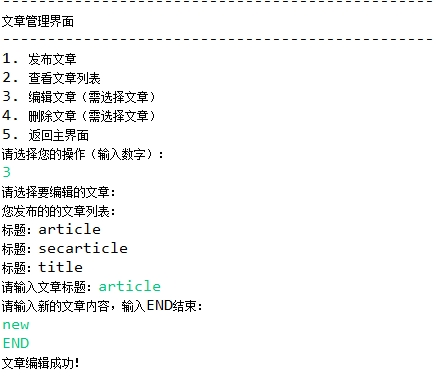 --------------------------------------------------
文章管理界面
--------------------------------------------------
1. 发布文章
2. 查看文章列表
3. 编辑文章（需选择文章）
4. 删除文章（需选择文章）
5. 返回主界面
请选择您的操作（输入数字）：
3
请选择要编辑的文章：
您发布的的文章列表：
标题：article
标题：secarticle
标题：title
请输入文章标题：article
请输入新的文章内容，输入END结束：
new
END
文章编辑成功！